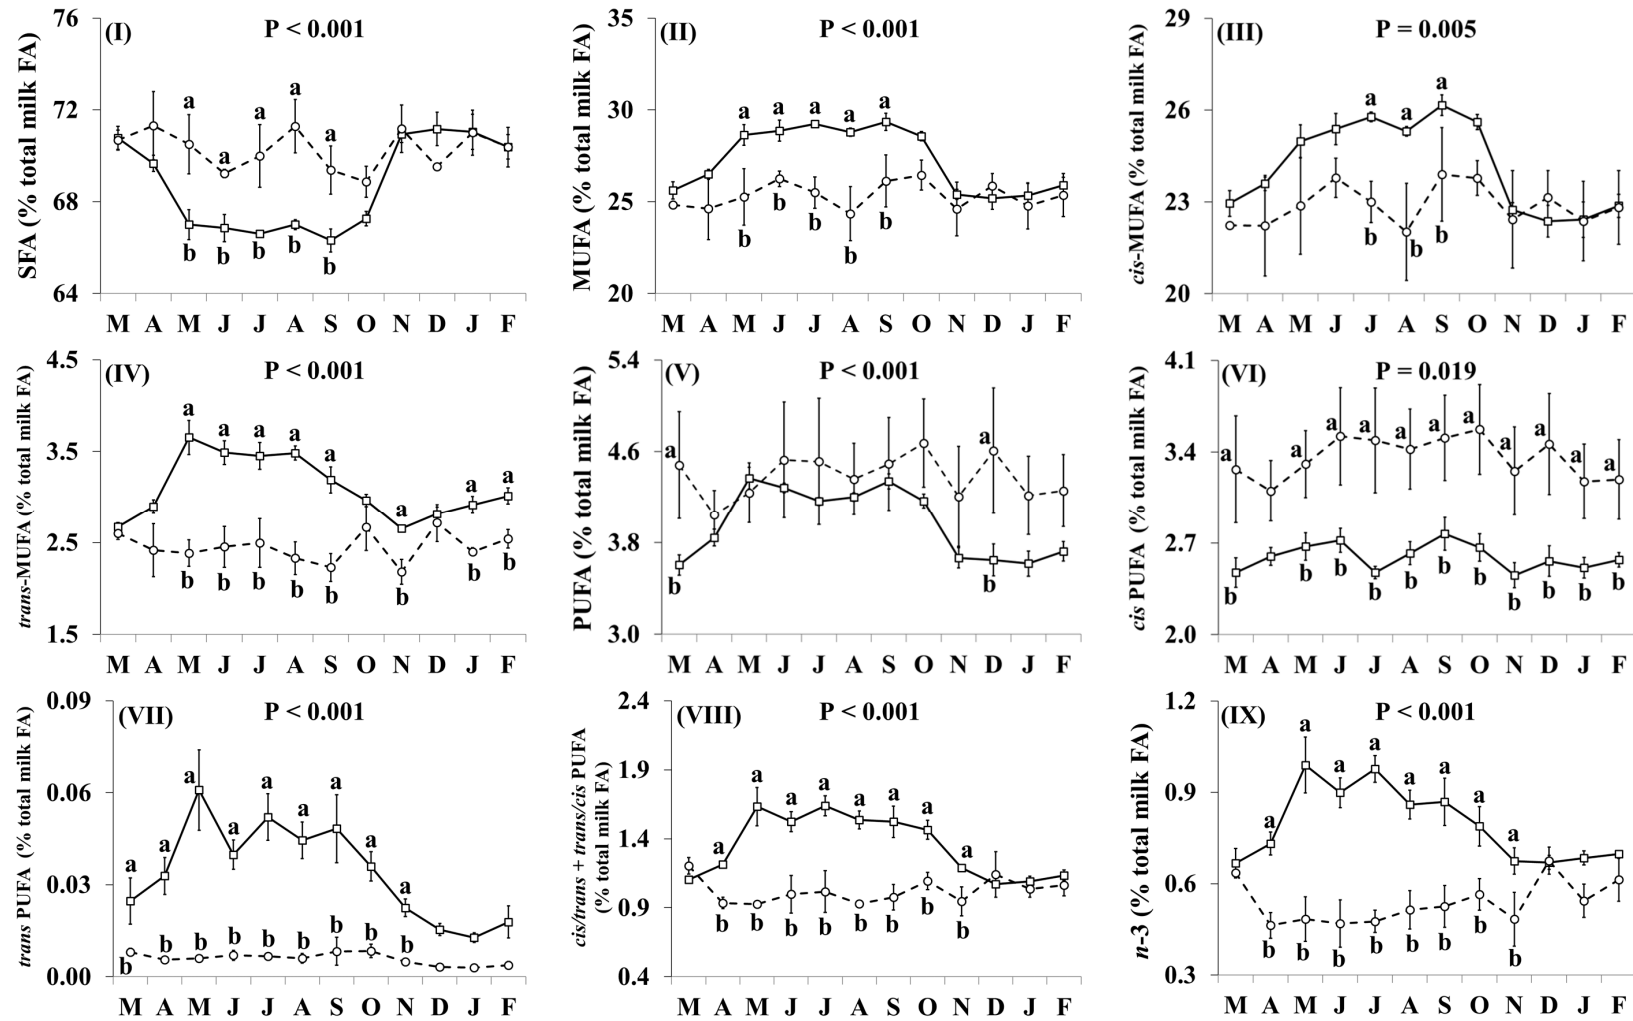 (I) P < 0.001
SFA (% total milk FA)
76
72
68
64
a a a a a
b b b b b
M A M J J A S O N D J F
(II) P < 0.001
MUFA (% total milk FA)
35
30
25
20
a a a a a
b b b b b
M A M J J A S O N D J F
(III) P = 0.005
cis-MUFA (% total milk FA)
29
26
23
20
a a a
b b b
M A M J J A S O N D J F
(IV) P < 0.001
trans-MUFA (% total milk FA)
4.5
3.5
2.5
1.5
a a a a a a a a
b b b b b b b b
M A M J J A S O N D J F
(V) P < 0.001
PUFA (% total milk FA)
5.4
4.6
3.8
3.0
a a
b b
M A M J J A S O N D J F
(VI) P = 0.019
cis PUFA (% total milk FA)
4.1
3.4
2.7
2.0
a a a a a a a a a a a
b b b b b b b b b b b
M A M J J A S O N D J F
(VII) P < 0.001
trans PUFA (% total milk FA)
0.09
0.06
0.03
0.00
a a a a a a a a a
b b b b b b b b b
M A M J J A S O N D J F
(VIII) P < 0.001
cis/trans + trans/cis PUFA
(% total milk FA)
2.4
1.9
1.4
0.9
0.4
a a a a a a a a
b b b b b b b b
M A M J J A S O N D J F
(IX) P < 0.001
n-3 (% total milk FA)
1.2
0.9
0.6
0.3
a a a a a a a a
b b b b b b b b
M A M J J A S O N D J F